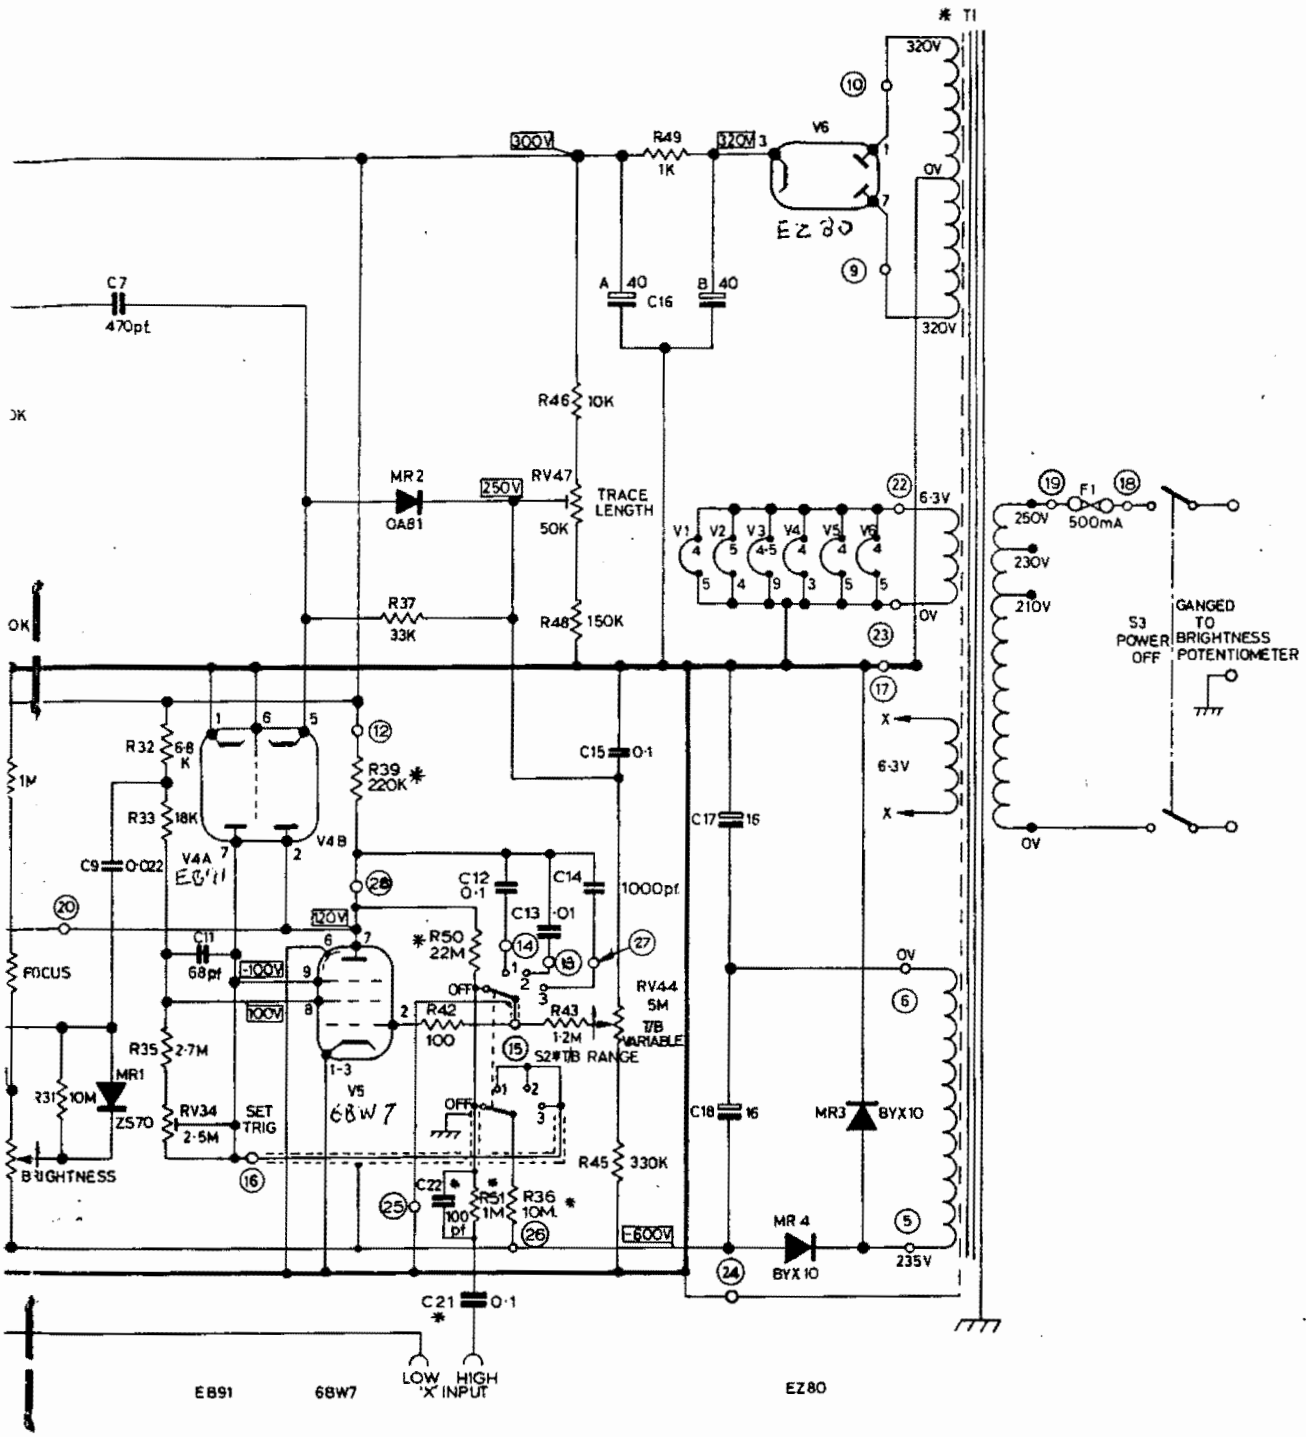 * T1
320V
10
V6
300V
R49
1K
320V
3
1
7
0V
EZ80
9
320V
C7
470pf.
A
40
C16
B
40
R46
10K
MR2
OA81
250V
RV47
50K
TRACE
LENGTH
22
6·3V
19
F1
500mA
18
250V
230V
210V
V1 V2 V3 V4 V5 V6
4 5 4·5 4 4 4
5 4 9 3 5 5
0V
23
R37
33K
R48
150K
OK
S3
POWER
OFF
GANGED
TO
BRIGHTNESS
POTENTIOMETER
17
X
6·3V
X
0V
1
6
5
12
R32
6·8
K
1M
R33
18K
R39
220K
*
C15
0·1
C17
16
7
2
V4A
V4B
EB91
C9
0·022
28
C12
0.1
C13
·01
C14
1000pf.
20
120V
C11
68pf
-100V
100V
6
7
9
8
2
1-3
* R50
22M
14
13
27
OFF
1
2
3
RV44
5M
T/B
VARIABLE
R42
100
R43
1·2M
15
S2*T/B RANGE
0V
6
FOCUS
R35
2·7M
R31
10M
MR1
ZS70
RV34
2·5M
SET
TRIG
V5
6BW7
OFF
1
2
3
C18
16
MR3
BYX10
BRIGHTNESS
16
25
C22
*
100
pf
*
R51
1M
R36
10M.
*
26
R45
330K
-600V
MR4
BYX10
5
235V
24
C21
*
0·1
LOW HIGH
'X' INPUT
EB91
6BW7
EZ80